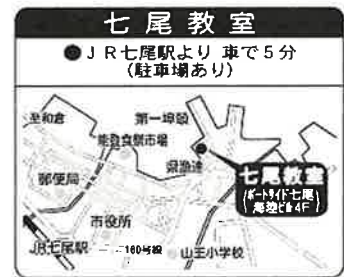 七尾教室
●JR七尾駅より 車で5分
(駐車場あり)
至和倉
第一埠頭
能登食祭市場
県漁連
郵便局
七尾教室
(ポートサイド七尾
海陸ビル4F)
市役所
JR七尾駅
160号線
山王小学校